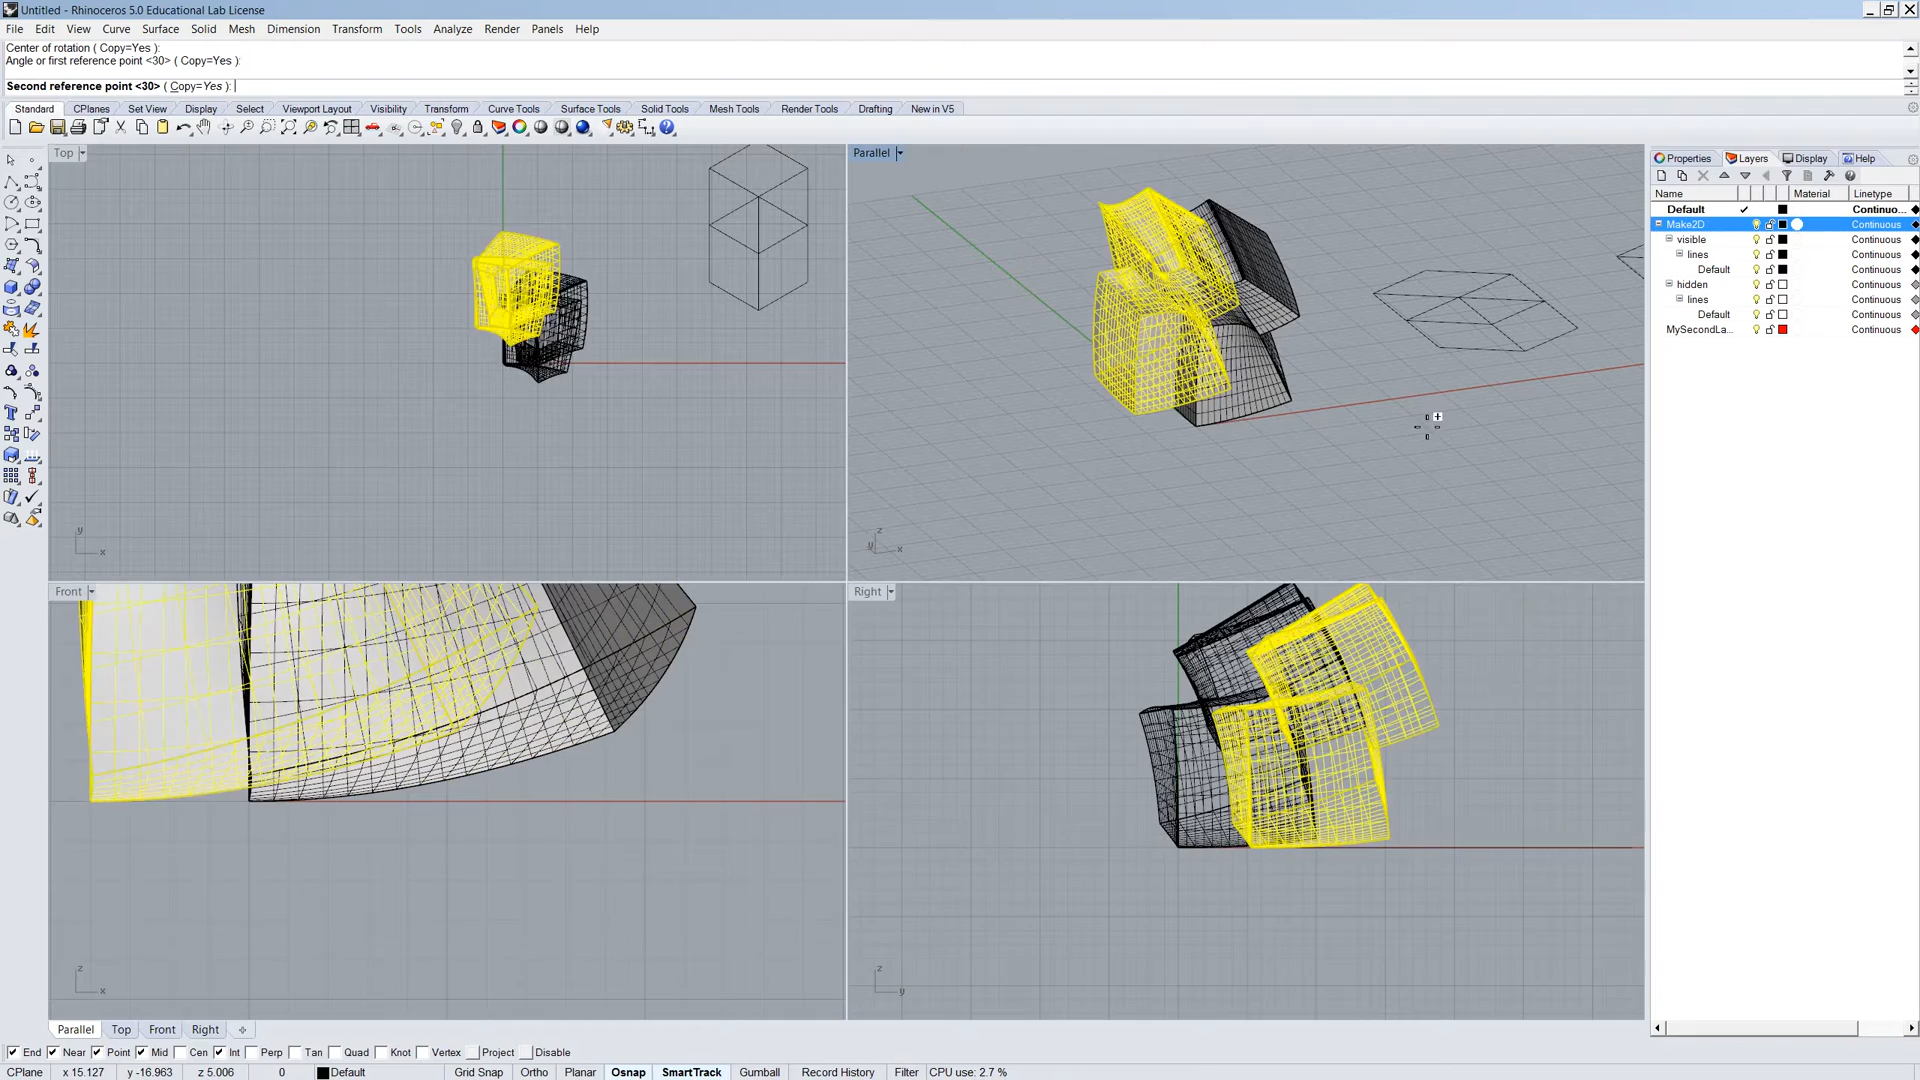 Untitled - Rhinoceros 5.0 Educational Lab License
File Edit View Curve Surface Solid Mesh Dimension Transform Tools Analyze Render Panels Help
Center of rotation ( Copy=Yes ):
Angle or first reference point <30> ( Copy=Yes ):
Second reference point <30> ( Copy=Yes ):
Standard CPlanes Set View Display Select Viewport Layout Visibility Transform Curve Tools Surface Tools Solid Tools Mesh Tools Render Tools Drafting New in V5
Top
Parallel
Properties Layers Display Help
Name Material Linetype
Default Continuo...
Make2D Continuous
visible Continuous
lines Continuous
Default Continuous
hidden Continuous
lines Continuous
Default Continuous
MySecondLa... Continuous
y
x
z
y
x
Front
Right
z
x
z
y
Parallel Top Front Right
End Near Point Mid Cen Int Perp Tan Quad Knot Vertex Project Disable
CPlane x 15.127 y -16.963 z 5.006 0 Default Grid Snap Ortho Planar Osnap SmartTrack Gumball Record History Filter CPU use: 2.7 %